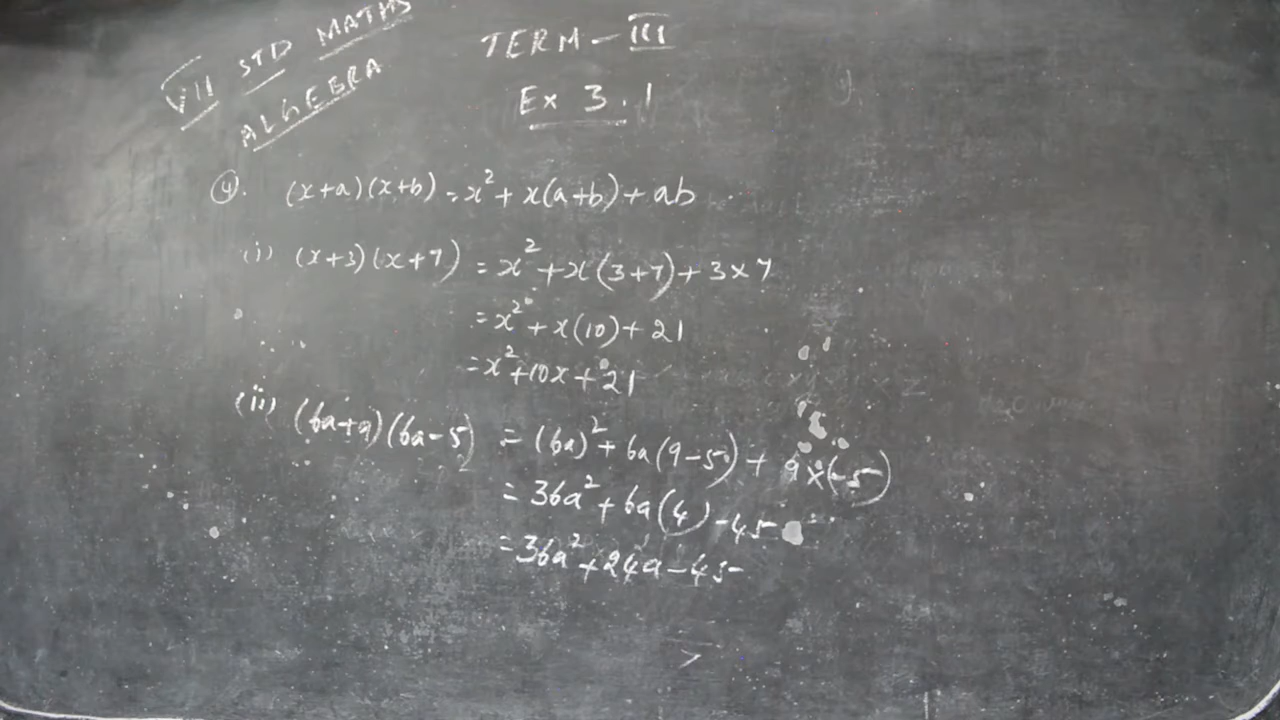 VII STD MATHS
ALGEBRA
TERM - III
Ex 3.1
④. (x+a)(x+b) = x² + x(a+b) + ab
(i) (x+3)(x+7) = x² + x(3+7) + 3×7
= x² + x(10) + 21
= x² + 10x + 21
(ii) (6a+9)(6a-5) = (6a)² + 6a(9-5) + 9×(-5)
= 36a² + 6a(4) - 45
= 36a² + 24a - 45